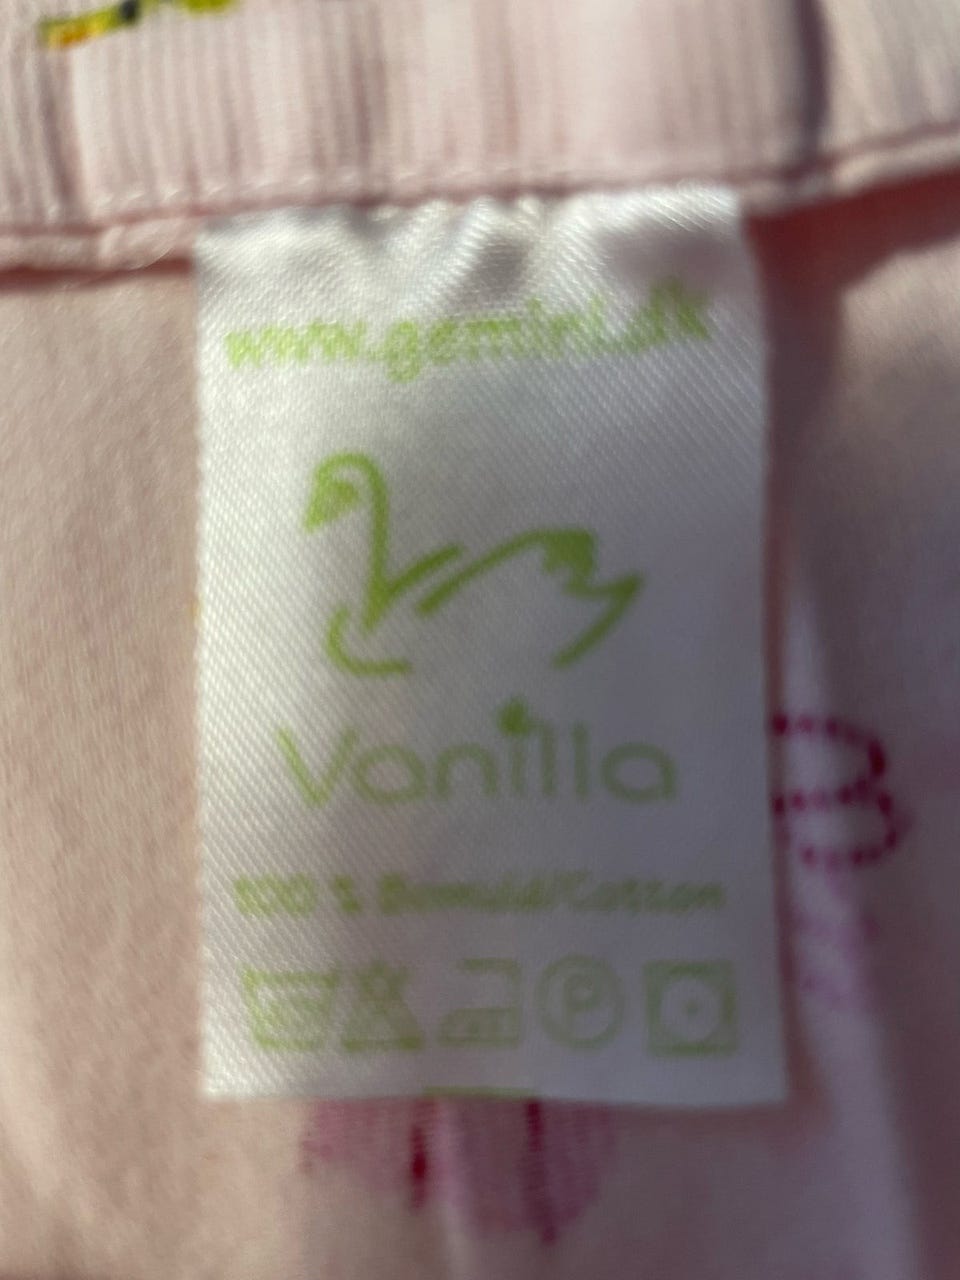 www.gemini.dk
Vanilla
100 % Bomuld/Cotton
P